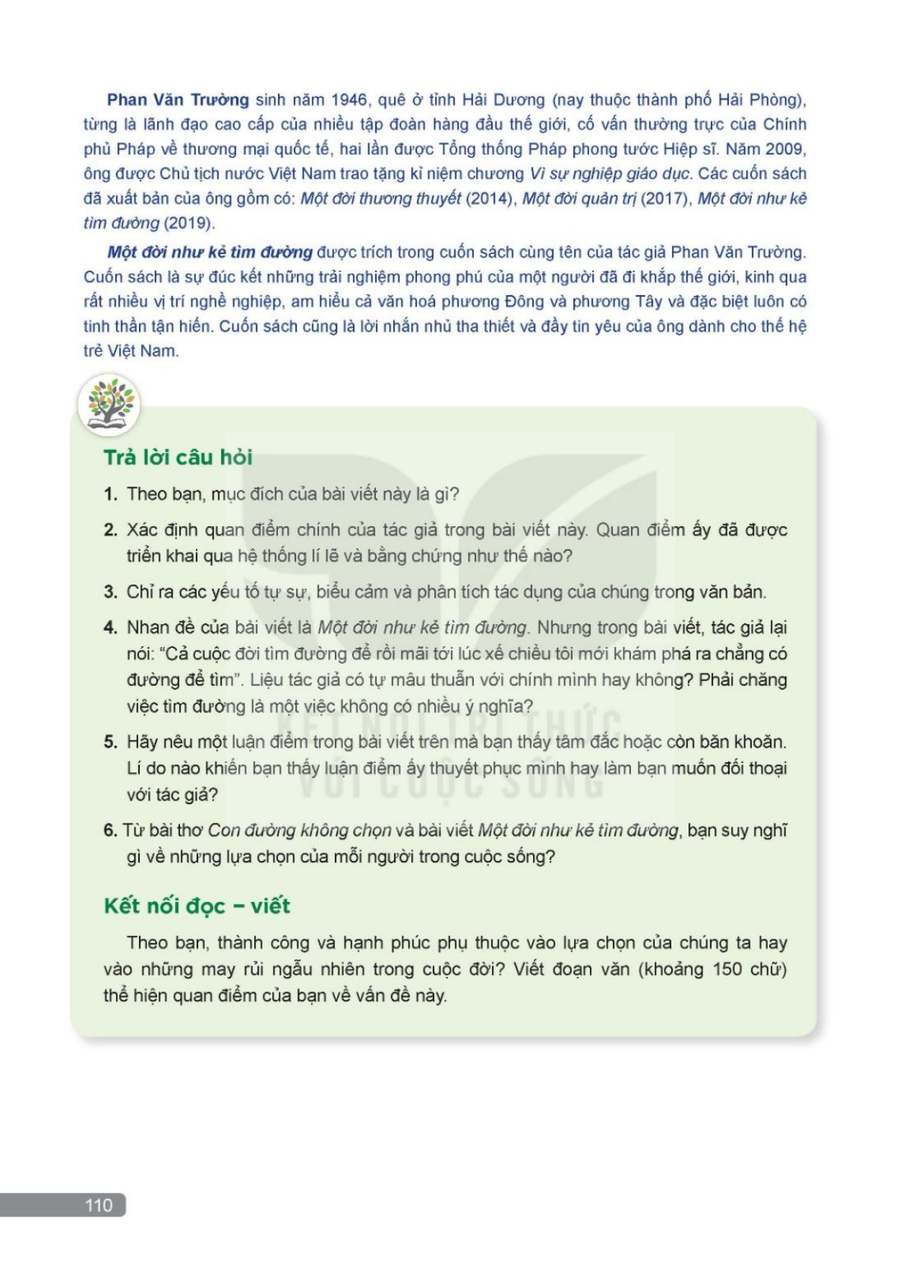 Phan Văn Trường sinh năm 1946, quê ở tỉnh Hải Dương (nay thuộc thành phố Hải Phòng),
từng là lãnh đạo cao cấp của nhiều tập đoàn hàng đầu thế giới, cố vấn thường trực của Chính
phủ Pháp về thương mại quốc tế, hai lần được Tổng thống Pháp phong tước Hiệp sĩ. Năm 2009,
ông được Chủ tịch nước Việt Nam trao tặng kỉ niệm chương Vì sự nghiệp giáo dục. Các cuốn sách
đã xuất bản của ông gồm có: Một đời thương thuyết (2014), Một đời quản trị (2017), Một đời như kẻ
tìm đường (2019).
Một đời như kẻ tìm đường được trích trong cuốn sách cùng tên của tác giả Phan Văn Trường.
Cuốn sách là sự đúc kết những trải nghiệm phong phú của một người đã đi khắp thế giới, kinh qua
rất nhiều vị trí nghề nghiệp, am hiểu cả văn hoá phương Đông và phương Tây và đặc biệt luôn có
tinh thần tận hiến. Cuốn sách cũng là lời nhắn nhủ tha thiết và đầy tin yêu của ông dành cho thế hệ
trẻ Việt Nam.
Trả lời câu hỏi
1. Theo bạn, mục đích của bài viết này là gì?
2. Xác định quan điểm chính của tác giả trong bài viết này. Quan điểm ấy đã được
triển khai qua hệ thống lí lẽ và bằng chứng như thế nào?
3. Chỉ ra các yếu tố tự sự, biểu cảm và phân tích tác dụng của chúng trong văn bản.
4. Nhan đề của bài viết là Một đời như kẻ tìm đường. Nhưng trong bài viết, tác giả lại
nói: “Cả cuộc đời tìm đường để rồi mãi tới lúc xế chiều tôi mới khám phá ra chẳng có
đường để tìm”. Liệu tác giả có tự mâu thuẫn với chính mình hay không? Phải chăng
việc tìm đường là một việc không có nhiều ý nghĩa?
5. Hãy nêu một luận điểm trong bài viết trên mà bạn thấy tâm đắc hoặc còn băn khoăn.
Lí do nào khiến bạn thấy luận điểm ấy thuyết phục mình hay làm bạn muốn đối thoại
với tác giả?
6. Từ bài thơ Con đường không chọn và bài viết Một đời như kẻ tìm đường, bạn suy nghĩ
gì về những lựa chọn của mỗi người trong cuộc sống?
KẾT NỐI TRI THỨC
VỚI CUỘC SỐNG
Kết nối đọc – viết
Theo bạn, thành công và hạnh phúc phụ thuộc vào lựa chọn của chúng ta hay
vào những may rủi ngẫu nhiên trong cuộc đời? Viết đoạn văn (khoảng 150 chữ)
thể hiện quan điểm của bạn về vấn đề này.
110